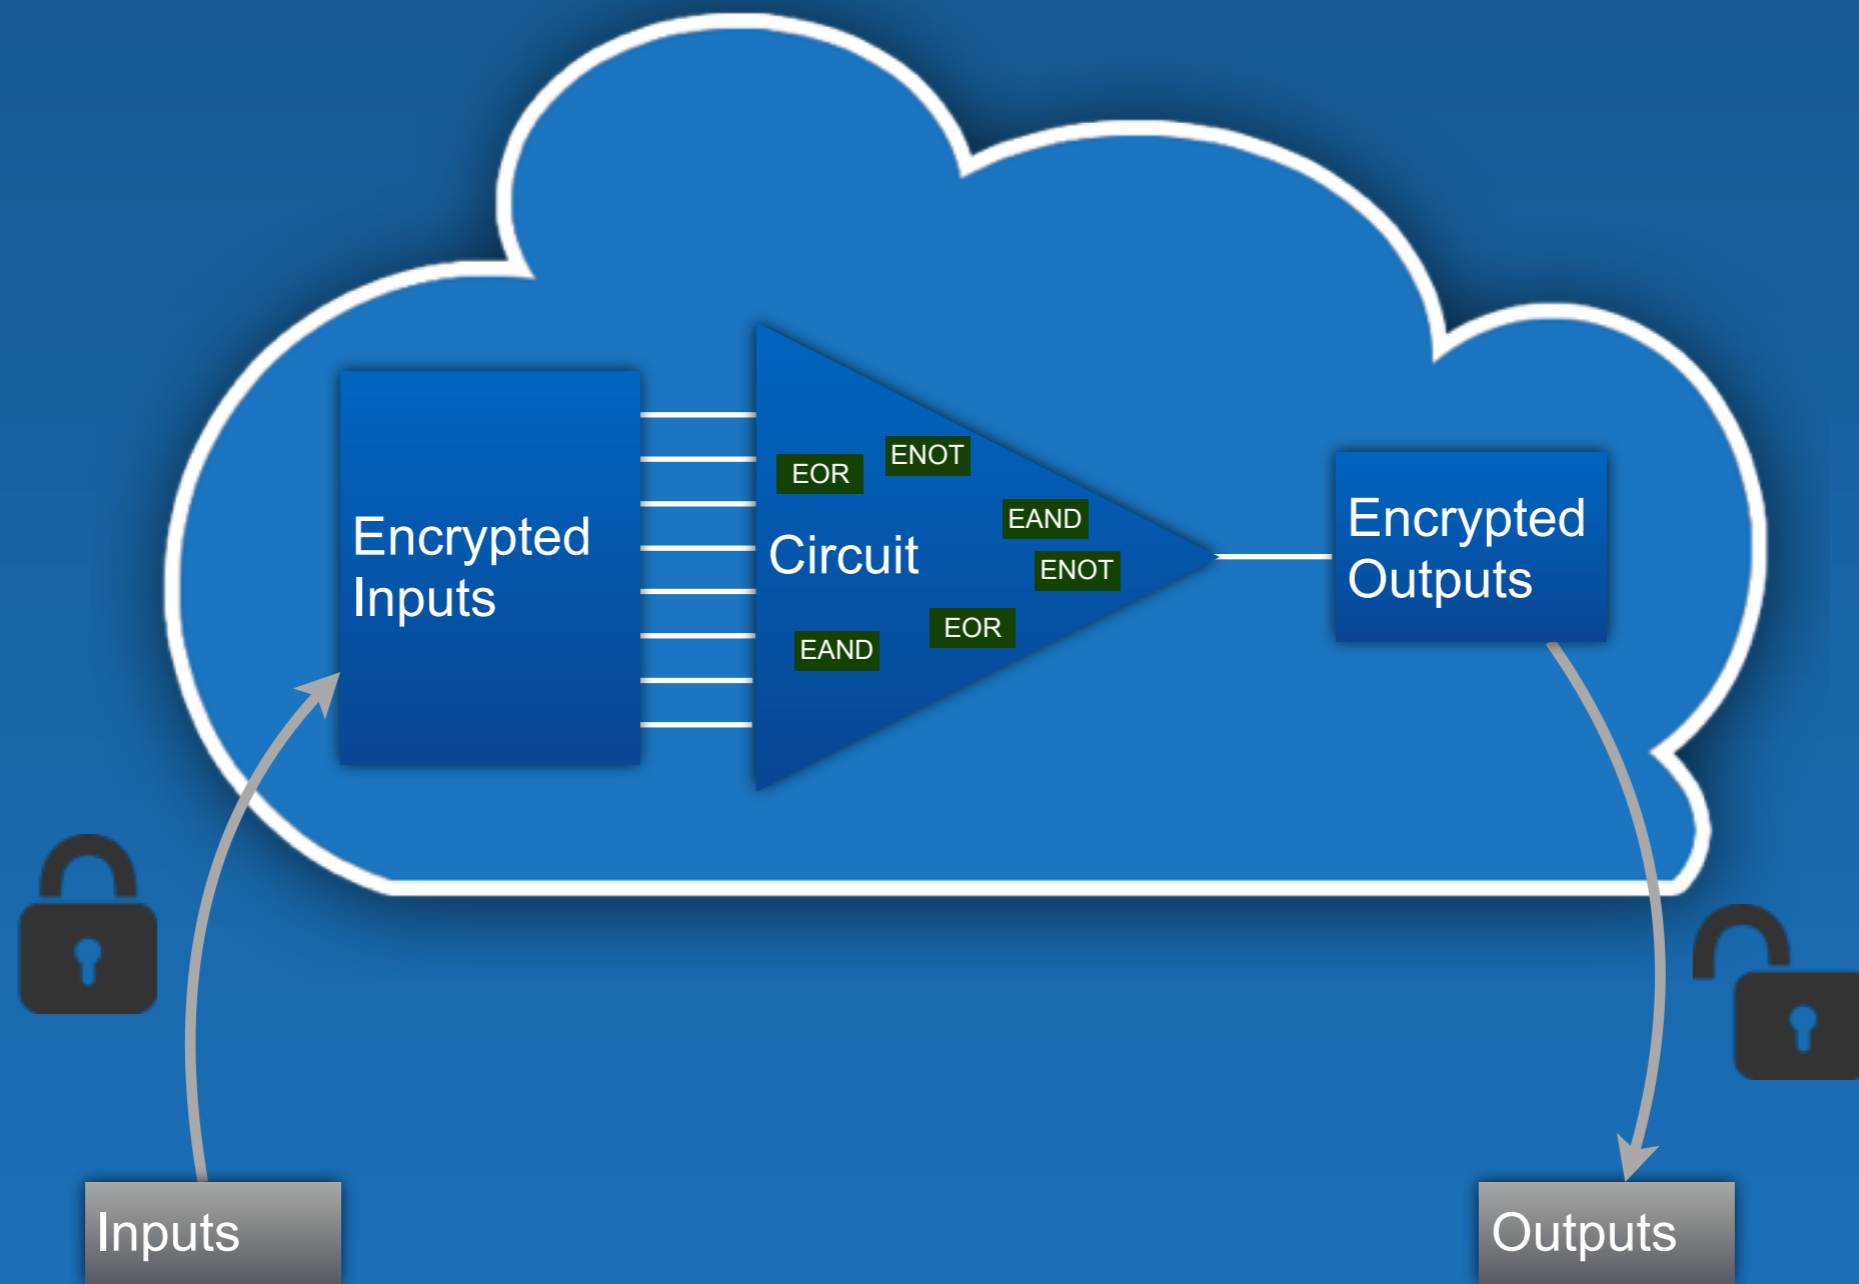 Encrypted
Inputs
EOR
ENOT
EAND
Circuit
ENOT
EOR
EAND
Encrypted
Outputs
Inputs
Outputs